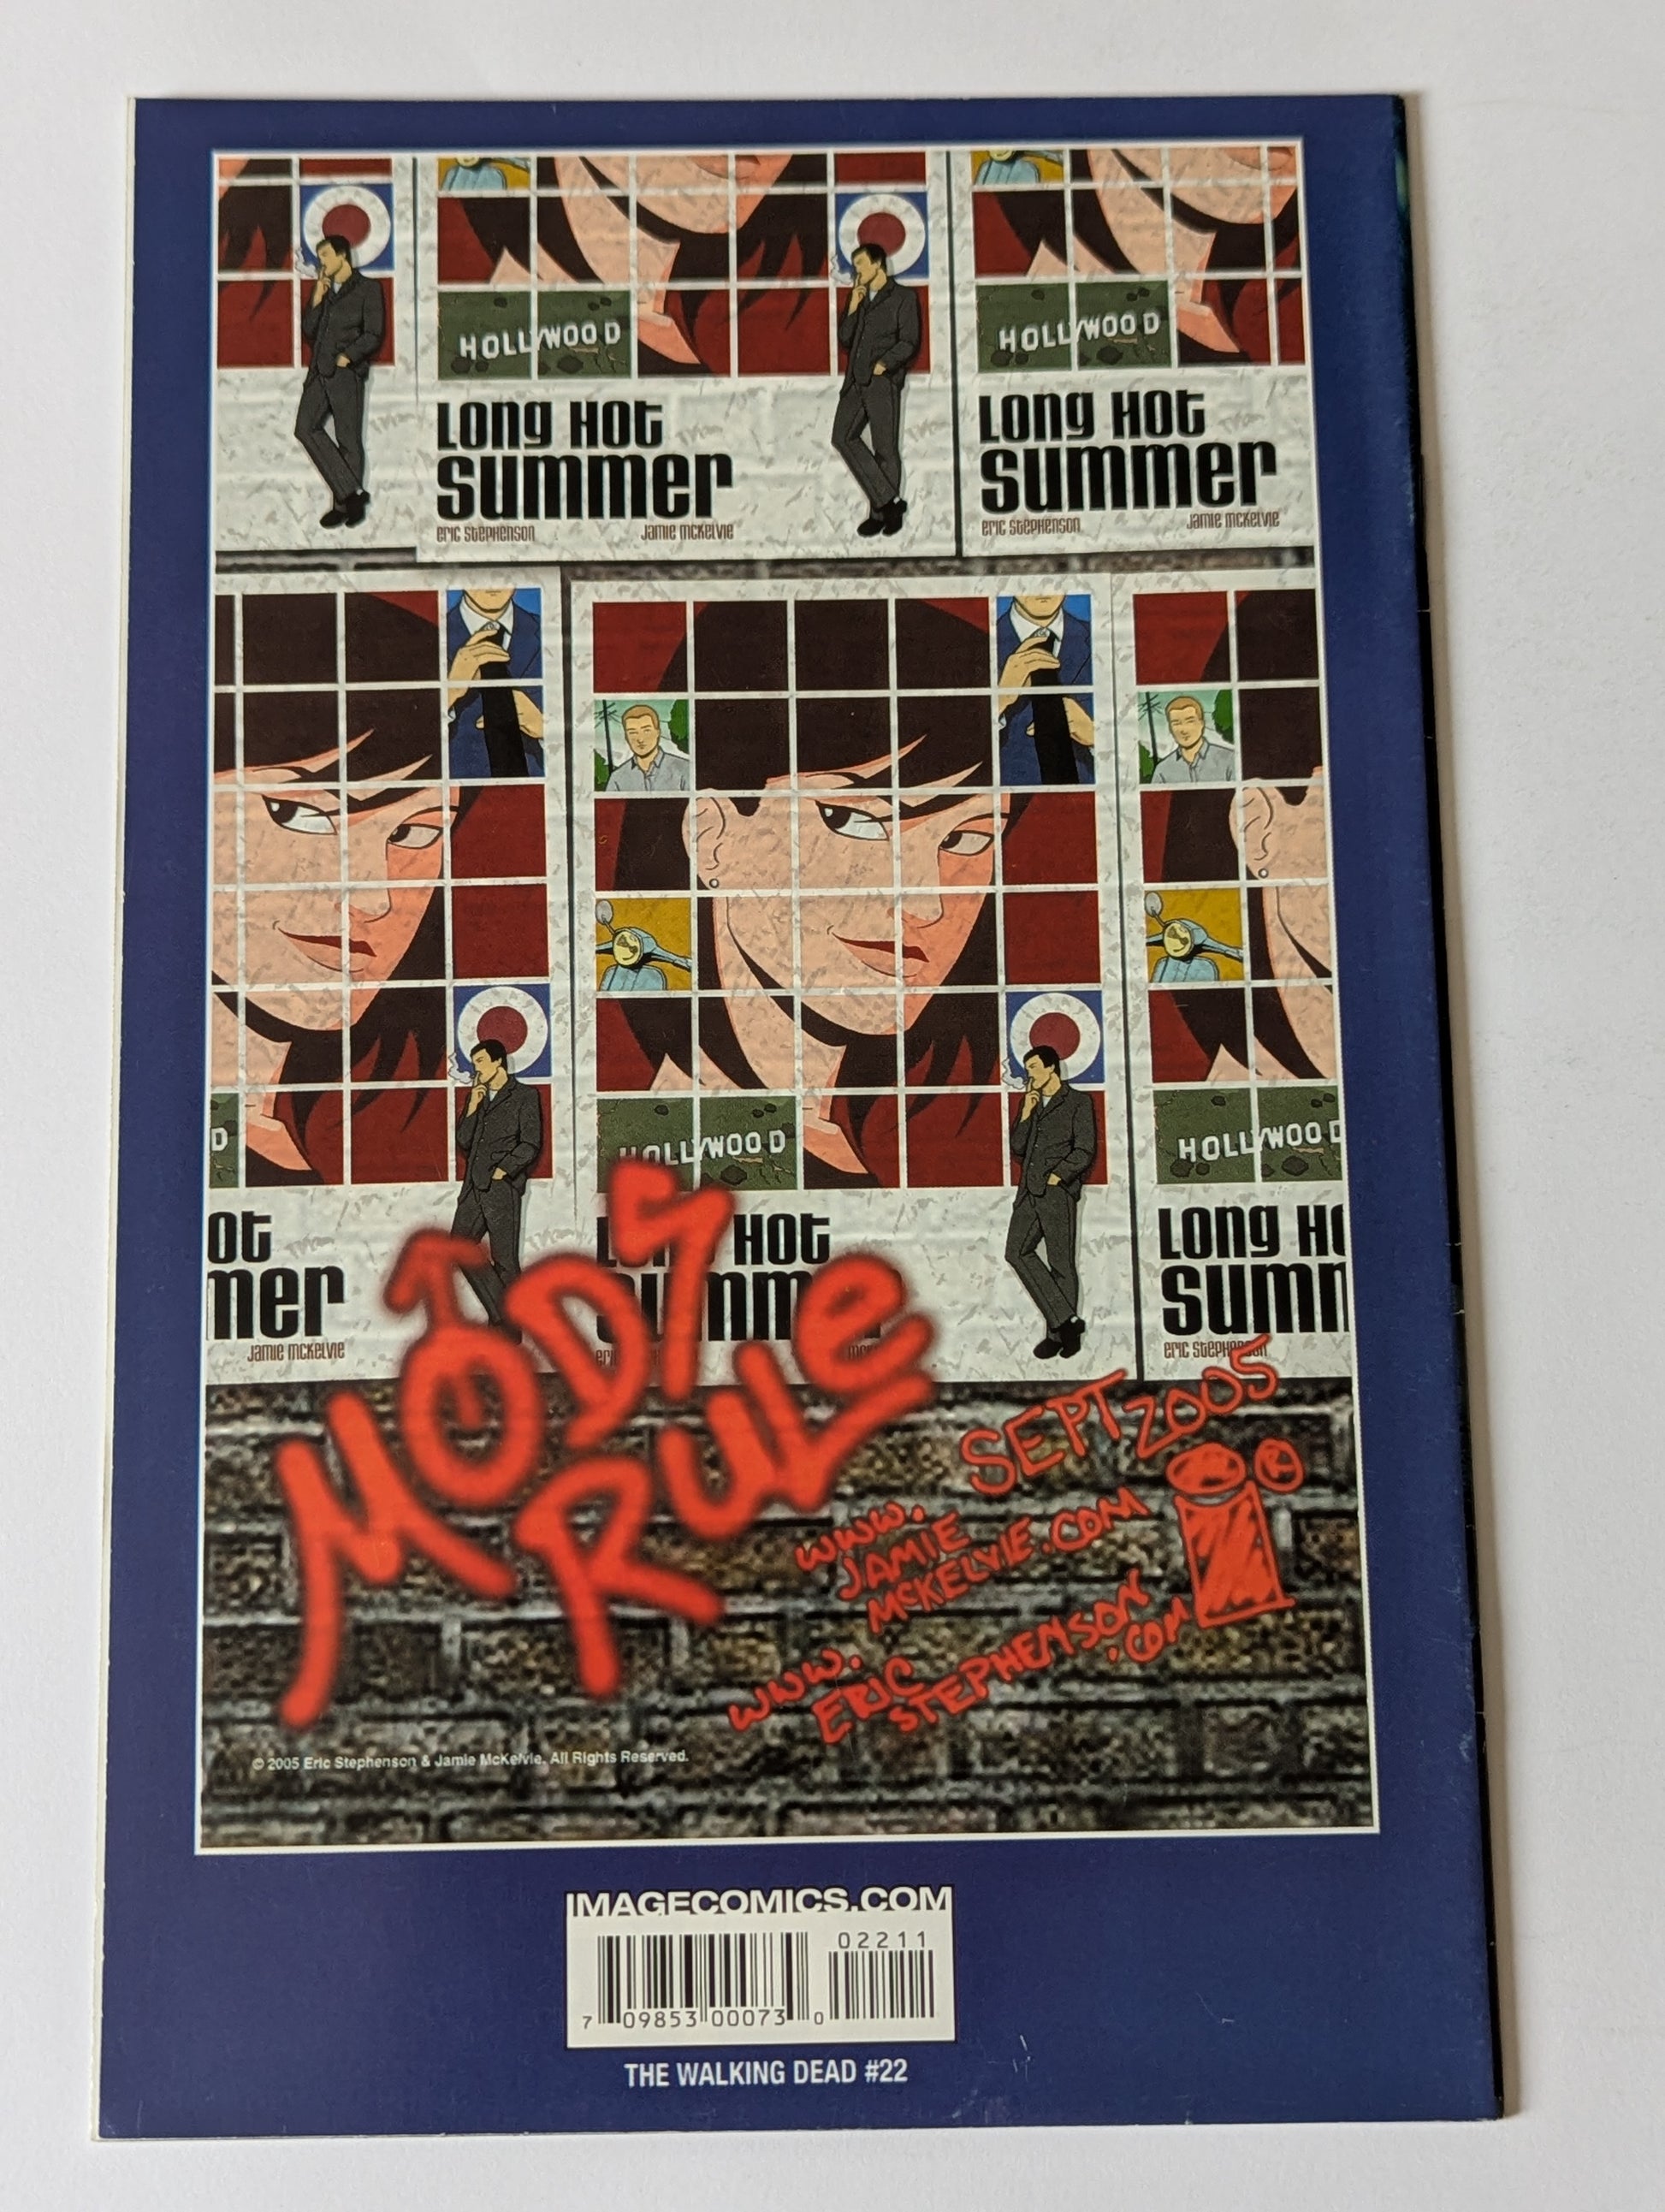 HOLLYWOOD
HOLLYWOOD
LONG HOT
SUMMER
ERIC STEPHENSON JAMIE MCKELVIE
LONG HOT
SUMMER
ERIC STEPHENSON JAMIE MCKELVIE
D
OT
MER
JAMIE MCKELVIE
HOLLYWOOD
HOT
HOLLYWOOD
LONG HO
SUMM
ERIC STEPHENSON
MODS
RULE
SEPT 2005
www.
JAMIE
MCKELVIE.COM
www.
ERIC
STEPHENSON
.COM
i ®
© 2005 Eric Stephenson & Jamie McKelvie. All Rights Reserved.
IMAGECOMICS.COM
02211
7 09853 00073 0
THE WALKING DEAD #22